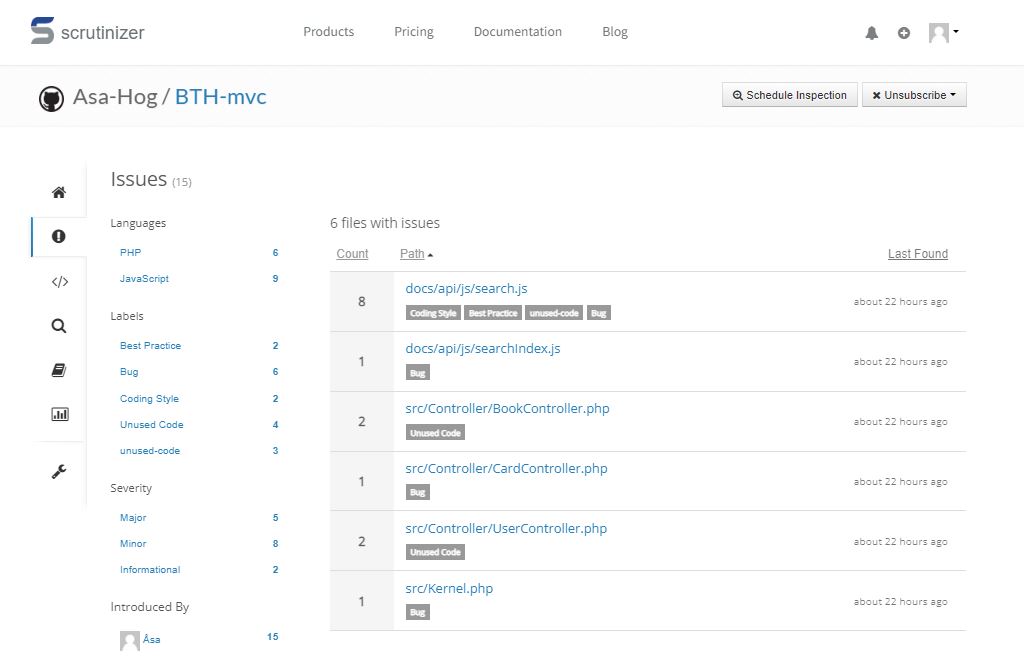 scrutinizer Products Pricing Documentation Blog
Asa-Hog / BTH-mvc Schedule Inspection Unsubscribe
Issues (15)
Languages
PHP 6
JavaScript 9
Labels
Best Practice 2
Bug 6
Coding Style 2
Unused Code 4
unused-code 3
Severity
Major 5
Minor 8
Informational 2
Introduced By
Åsa 15
6 files with issues
Count Path Last Found
8 docs/api/js/search.js about 22 hours ago
Coding Style Best Practice unused-code Bug
1 docs/api/js/searchIndex.js about 22 hours ago
Bug
2 src/Controller/BookController.php about 22 hours ago
Unused Code
1 src/Controller/CardController.php about 22 hours ago
Bug
2 src/Controller/UserController.php about 22 hours ago
Unused Code
1 src/Kernel.php about 22 hours ago
Bug